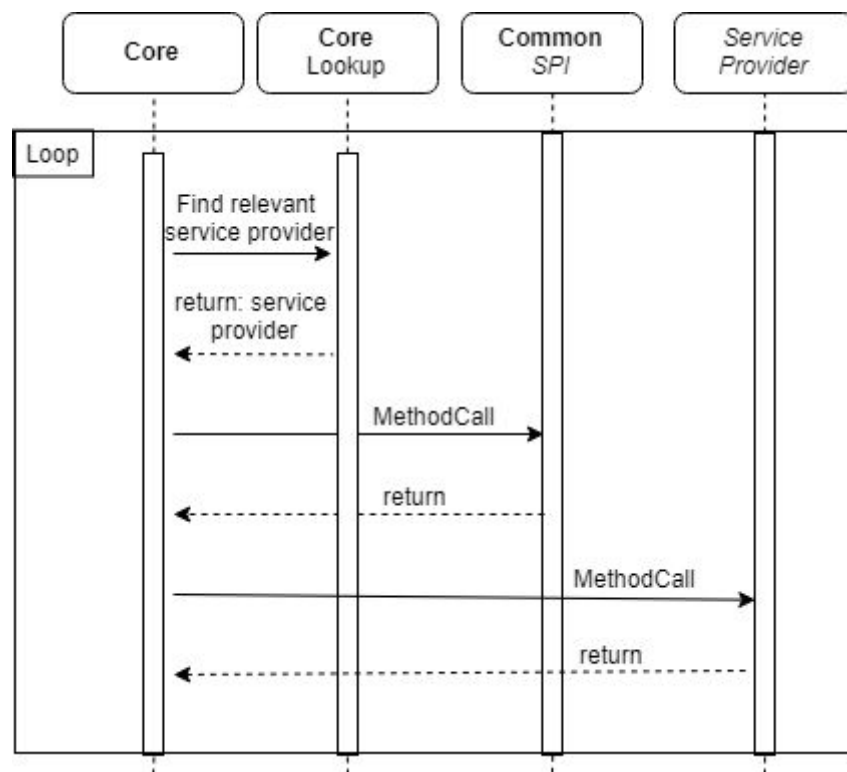 Core
Core
Lookup
Common
SPI
Service
Provider
Loop
Find relevant
service provider
return: service
provider
MethodCall
return
MethodCall
return